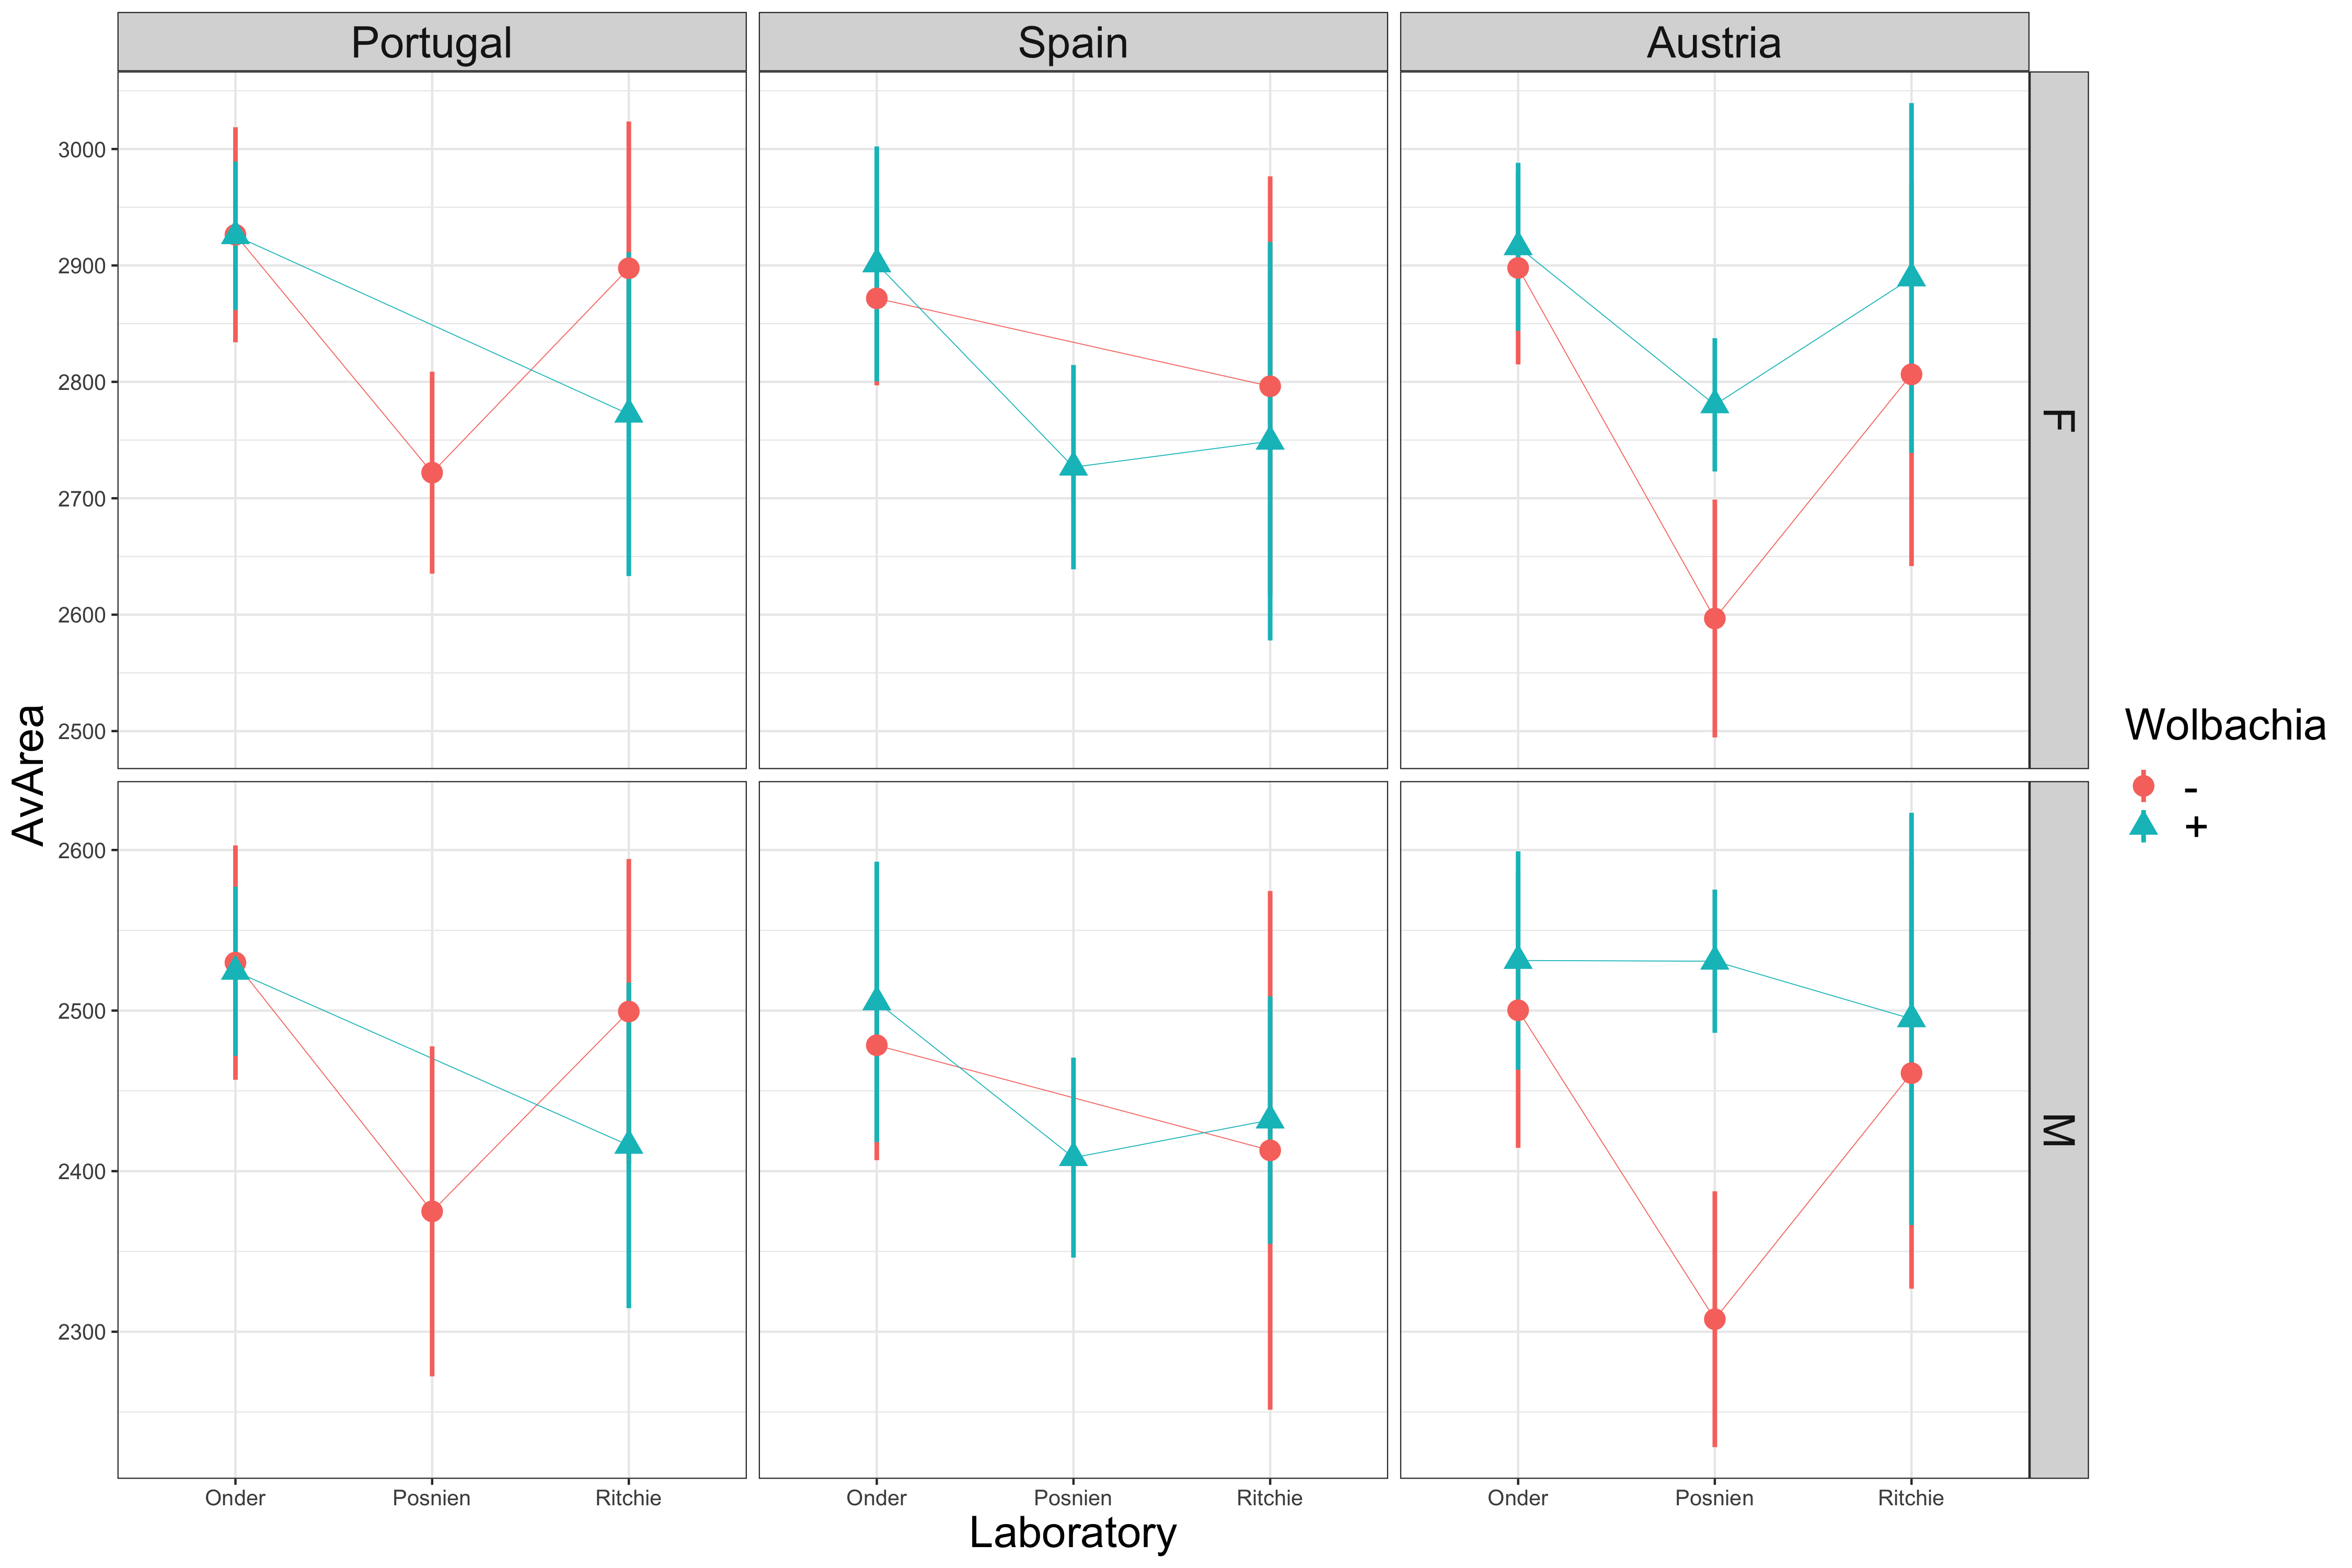 Portugal
Spain
Austria
F
3000
2900
2800
2700
2600
2500
M
2600
2500
2400
2300
AvArea
Onder Posnien Ritchie
Onder Posnien Ritchie
Onder Posnien Ritchie
Laboratory
Wolbachia
-
+